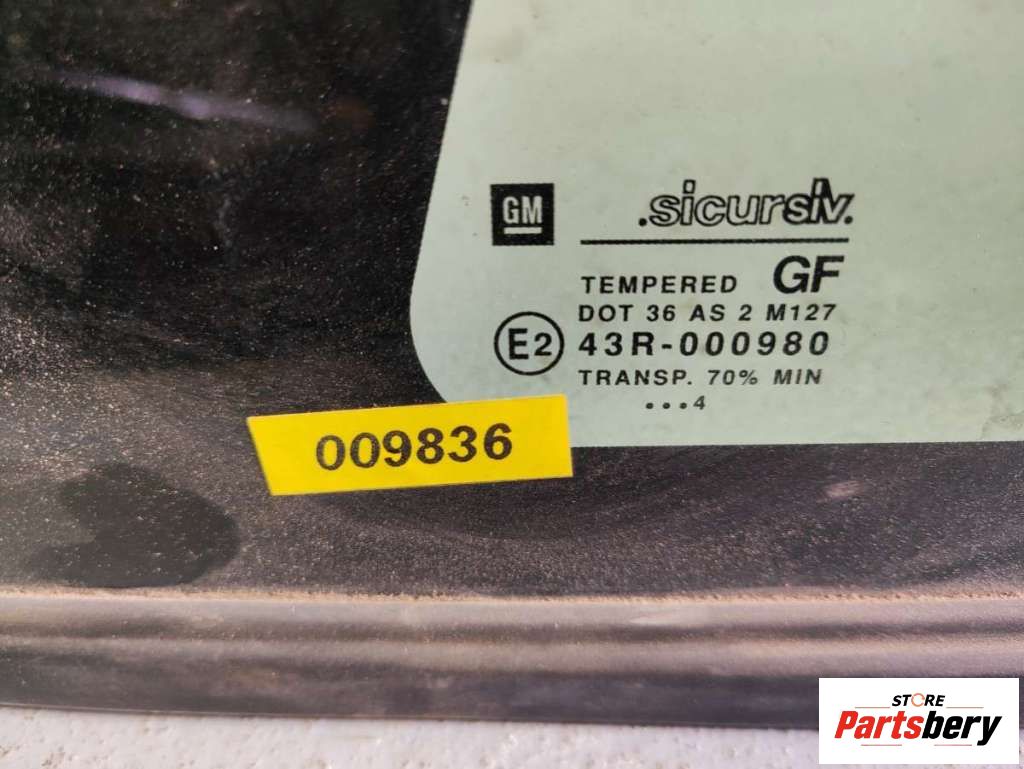 GM
.sicursiv.
TEMPERED GF
DOT 36 AS 2 M127
E2 43R-000980
TRANSP. 70% MIN
...4
009836
STORE
Partsbery